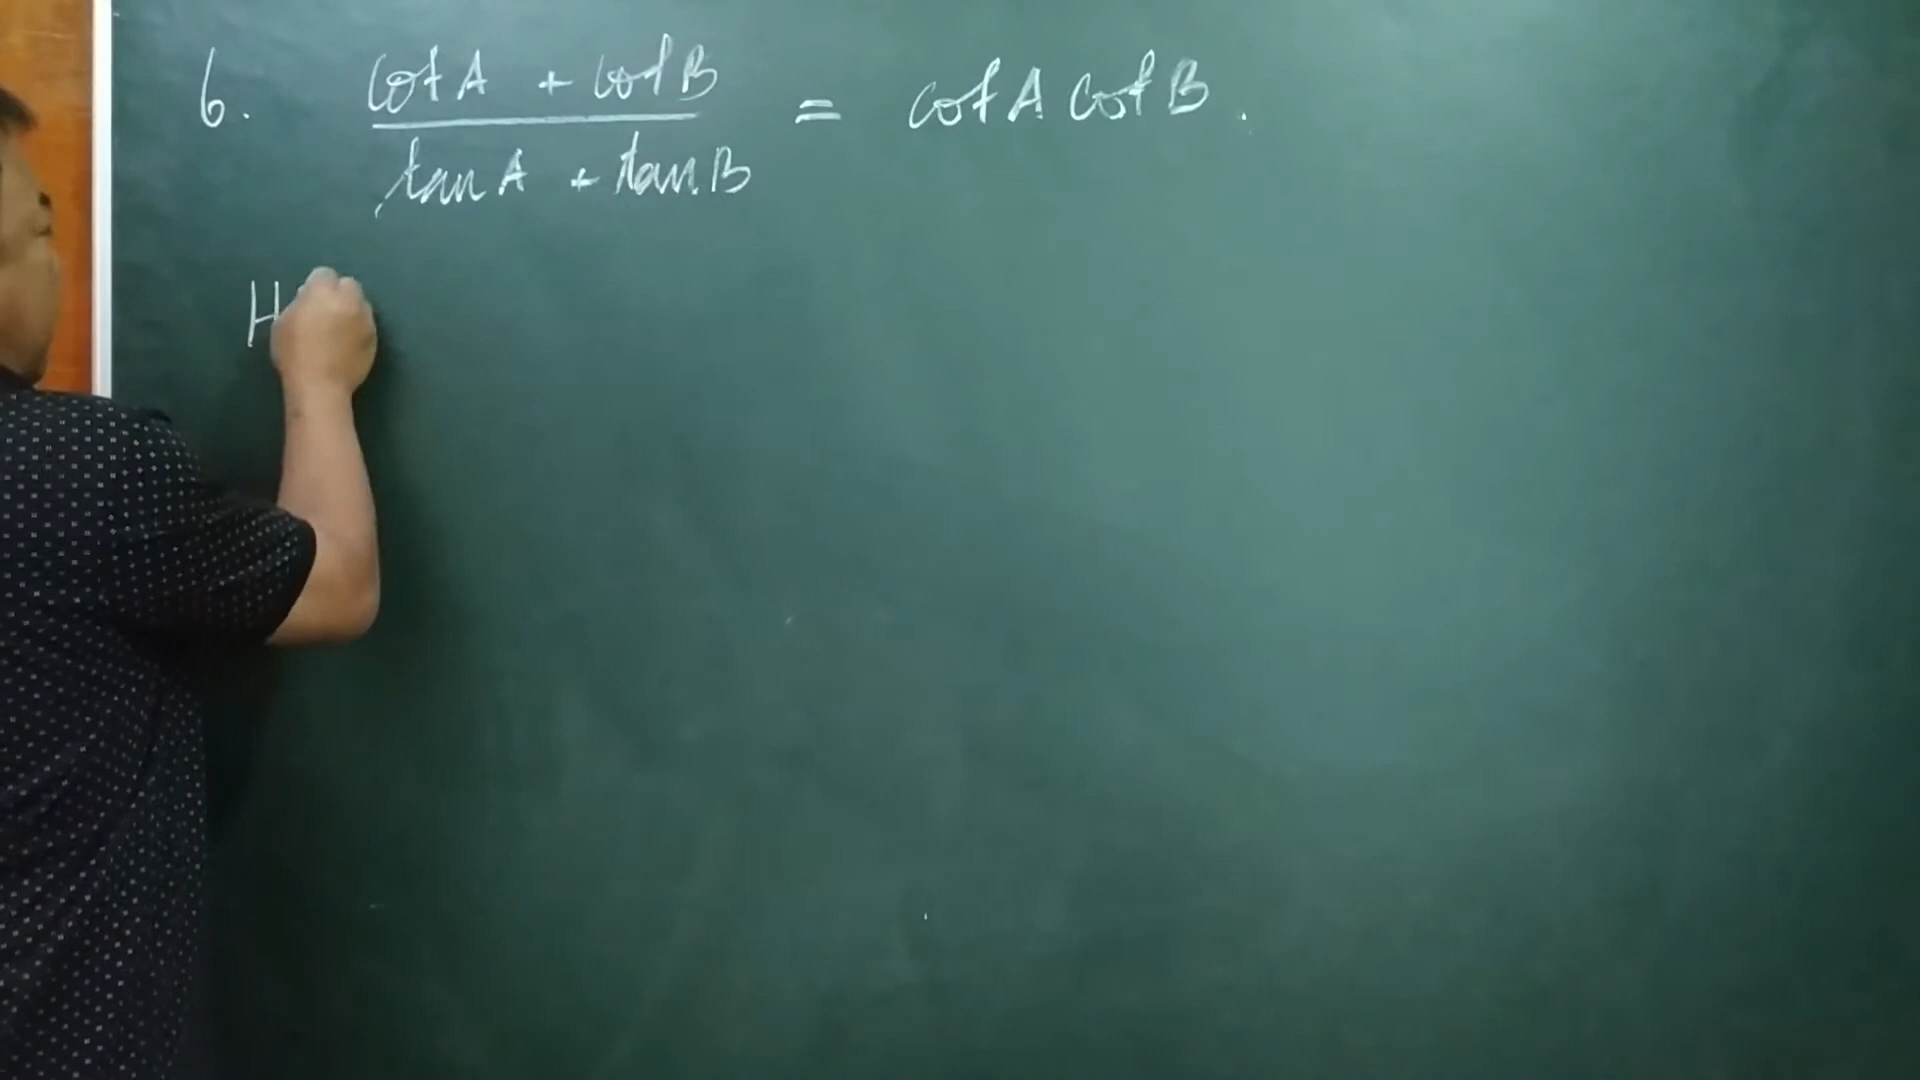 6. cot A + cot B / tan A + tan B = cot A cot B.
H